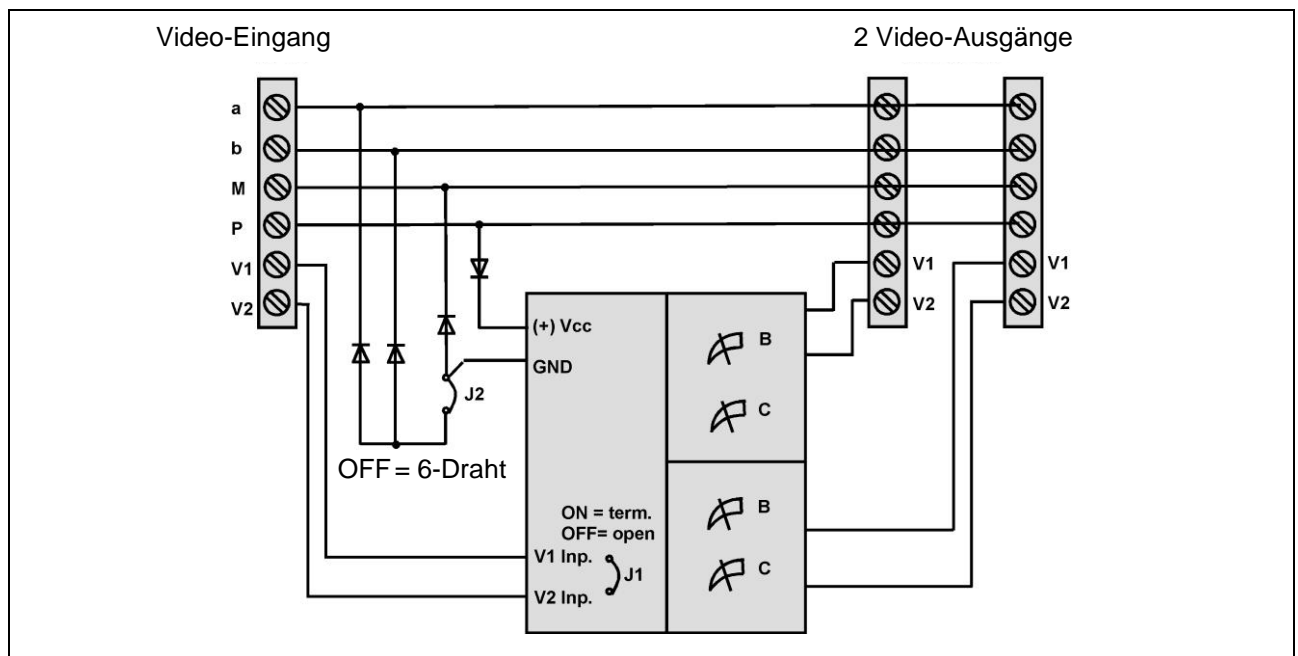 Video-Eingang
2 Video-Ausgänge
a
b
M
P
V1
V2
V1
V2
V1
V2
(+) Vcc
GND
J2
B
C
OFF = 6-Draht
ON = term.
OFF= open
V1 Inp.
J1
V2 Inp.
B
C